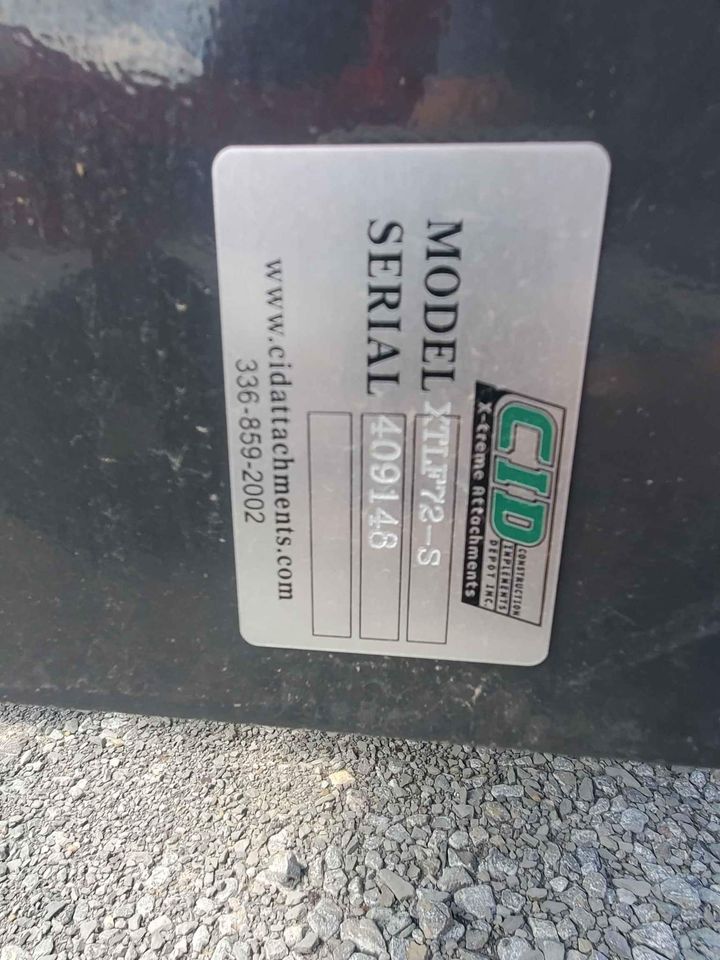 CID
CONSTRUCTION
IMPLEMENTS
DEPOT INC.
X-treme Attachments
MODEL XTLF72-S
SERIAL 409148
www.cidattachments.com
336-859-2002